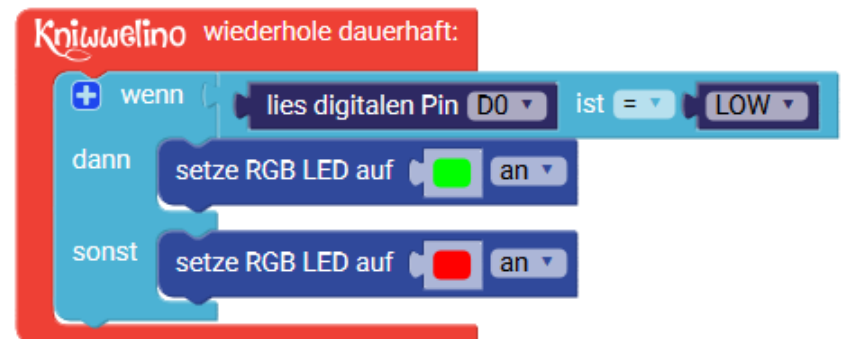 Kniwwelino wiederhole dauerhaft:
wenn lies digitalen Pin D0 ist = LOW
dann setze RGB LED auf an
sonst setze RGB LED auf an